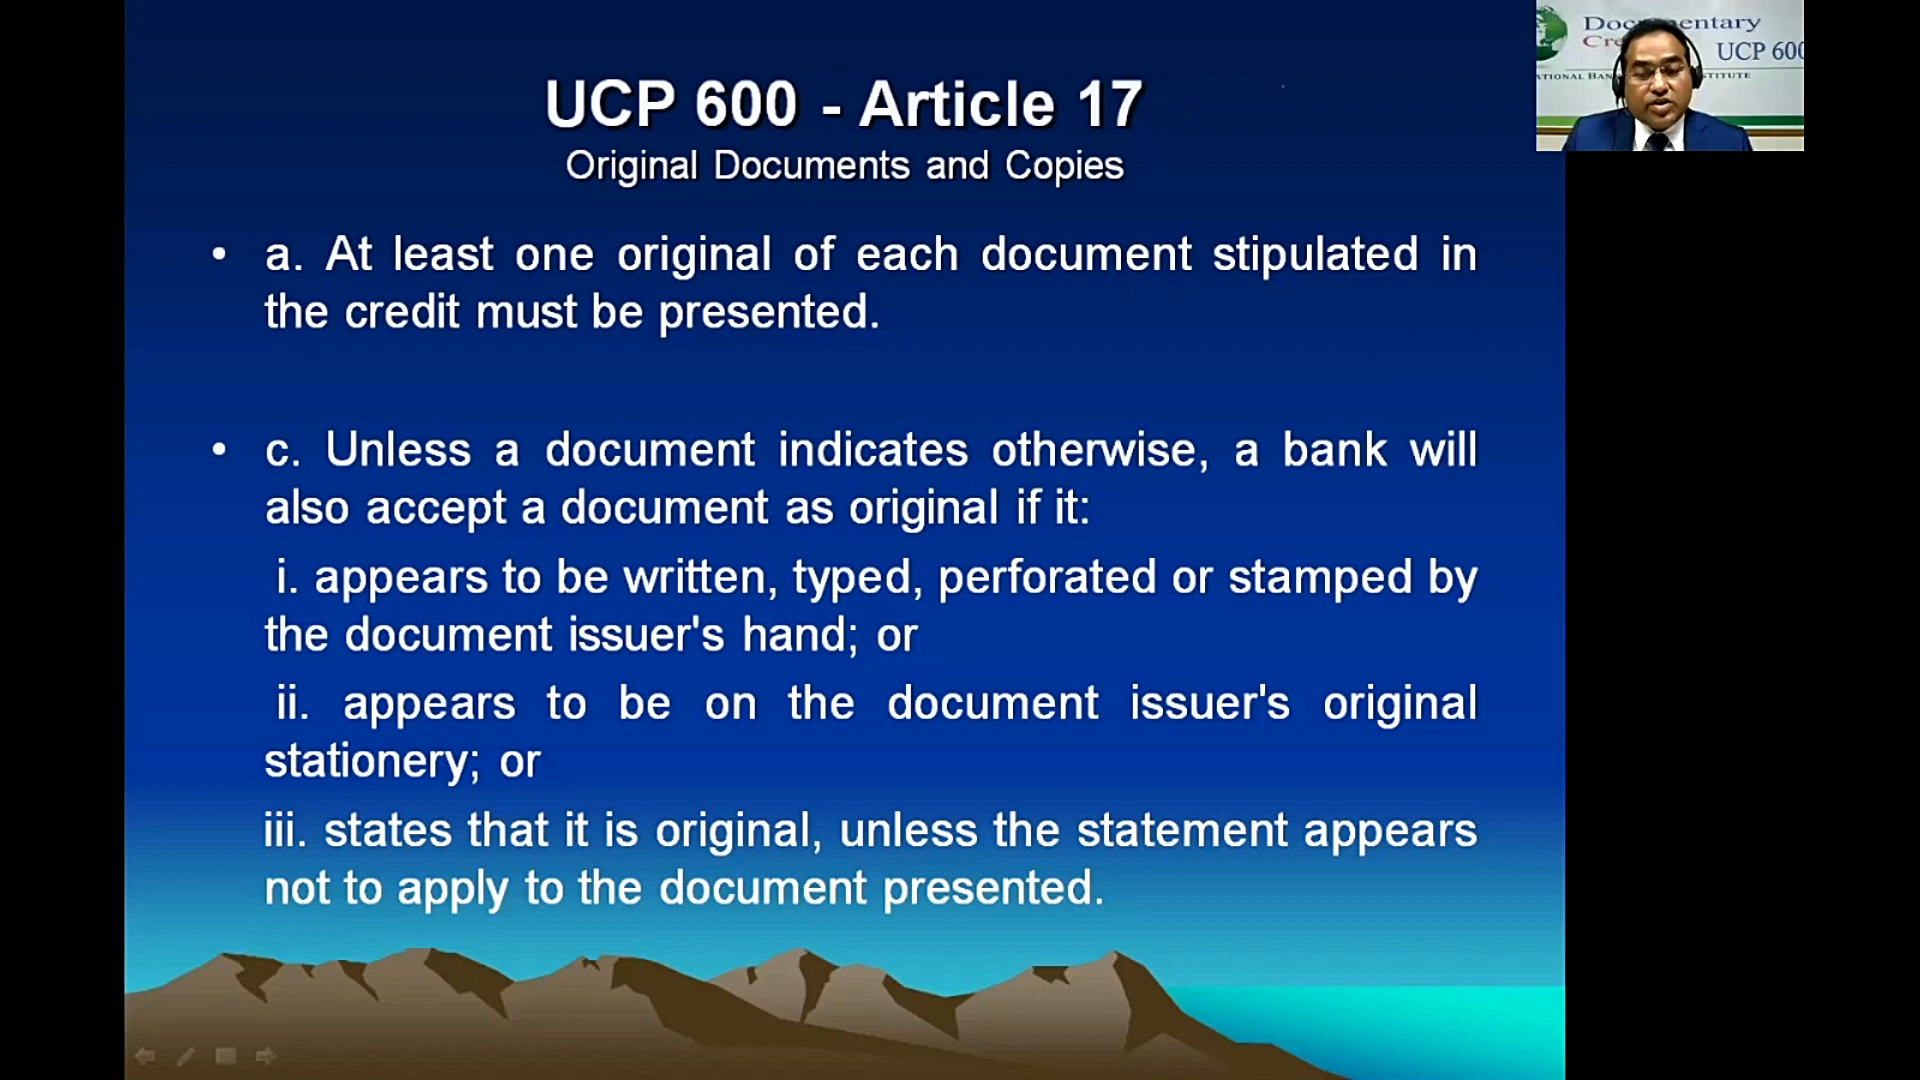 UCP 600 - Article 17
Original Documents and Copies
• a. At least one original of each document stipulated in
the credit must be presented.
• c. Unless a document indicates otherwise, a bank will
also accept a document as original if it:
i. appears to be written, typed, perforated or stamped by
the document issuer's hand; or
ii. appears to be on the document issuer's original
stationery; or
iii. states that it is original, unless the statement appears
not to apply to the document presented.
UCP 600